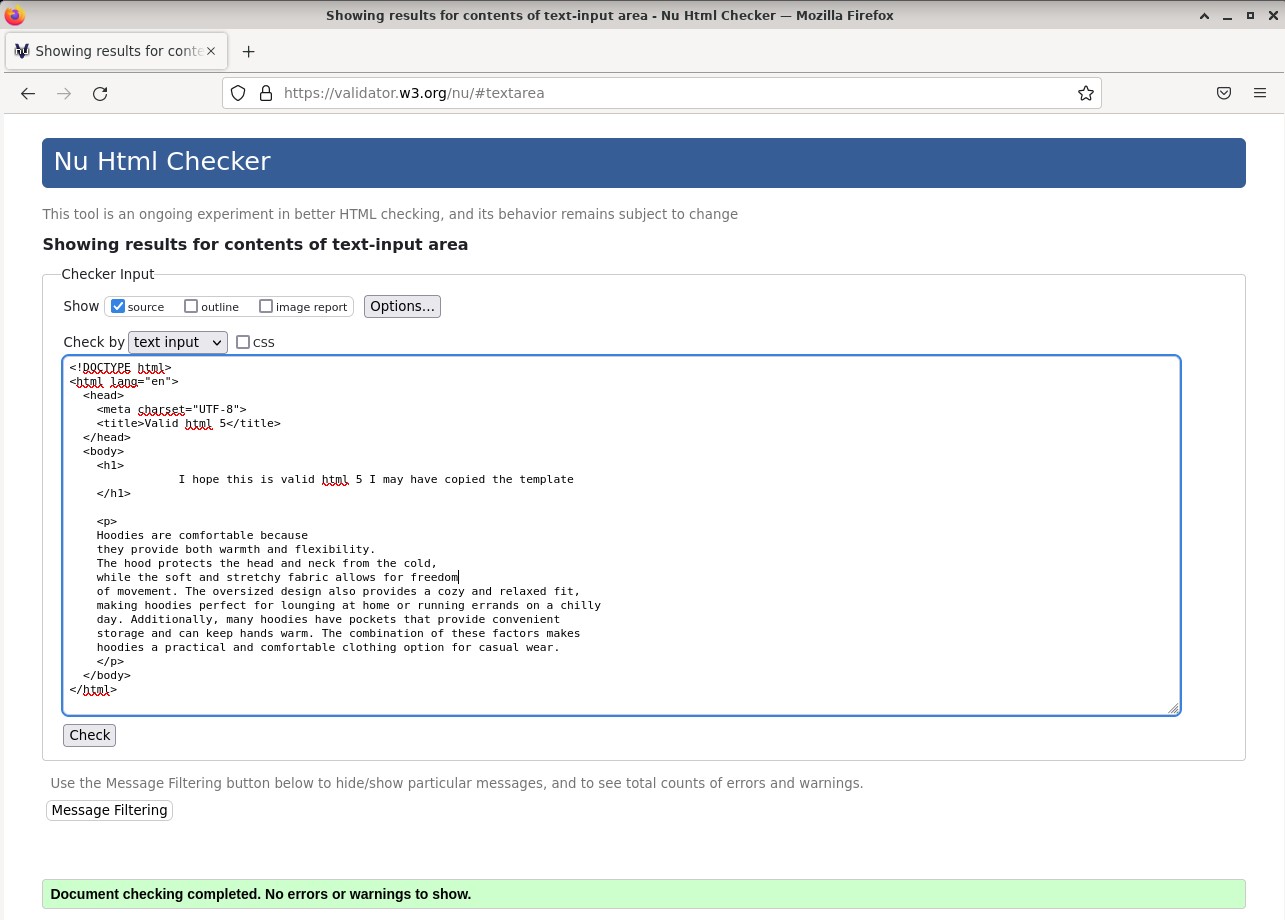 Showing results for contents of text-input area - Nu Html Checker — Mozilla Firefox
Showing results for conte
https://validator.w3.org/nu/#textarea
Nu Html Checker
This tool is an ongoing experiment in better HTML checking, and its behavior remains subject to change
Showing results for contents of text-input area
Checker Input
Show source outline image report Options...
Check by text input css
<!DOCTYPE html>
<html lang="en">
  <head>
    <meta charset="UTF-8">
    <title>Valid html 5</title>
  </head>
  <body>
    <h1>
                I hope this is valid html 5 I may have copied the template
    </h1>

    <p>
    Hoodies are comfortable because
    they provide both warmth and flexibility.
    The hood protects the head and neck from the cold,
    while the soft and stretchy fabric allows for freedom
    of movement. The oversized design also provides a cozy and relaxed fit,
    making hoodies perfect for lounging at home or running errands on a chilly
    day. Additionally, many hoodies have pockets that provide convenient
    storage and can keep hands warm. The combination of these factors makes
    hoodies a practical and comfortable clothing option for casual wear.
    </p>
  </body>
</html>
Check
Use the Message Filtering button below to hide/show particular messages, and to see total counts of errors and warnings.
Message Filtering
Document checking completed. No errors or warnings to show.